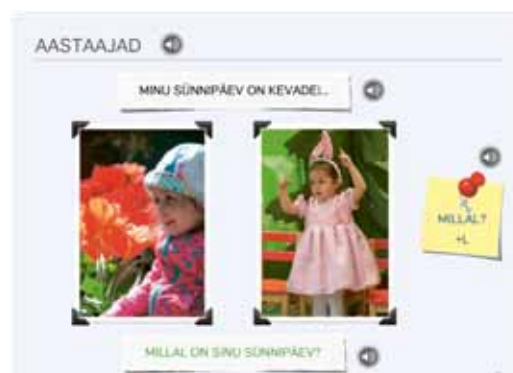 AASTAAJAD
MINU SÜNNIPÄEV ON KEVADEL.
MILLAL?
+L
MILLAL ON SINU SÜNNIPÄEV?